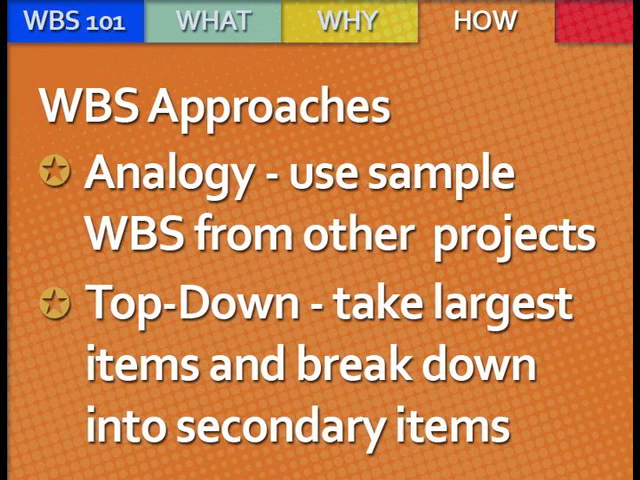 WBS 101 WHAT WHY HOW
WBS Approaches
Analogy - use sample
WBS from other projects
Top-Down - take largest
items and break down
into secondary items